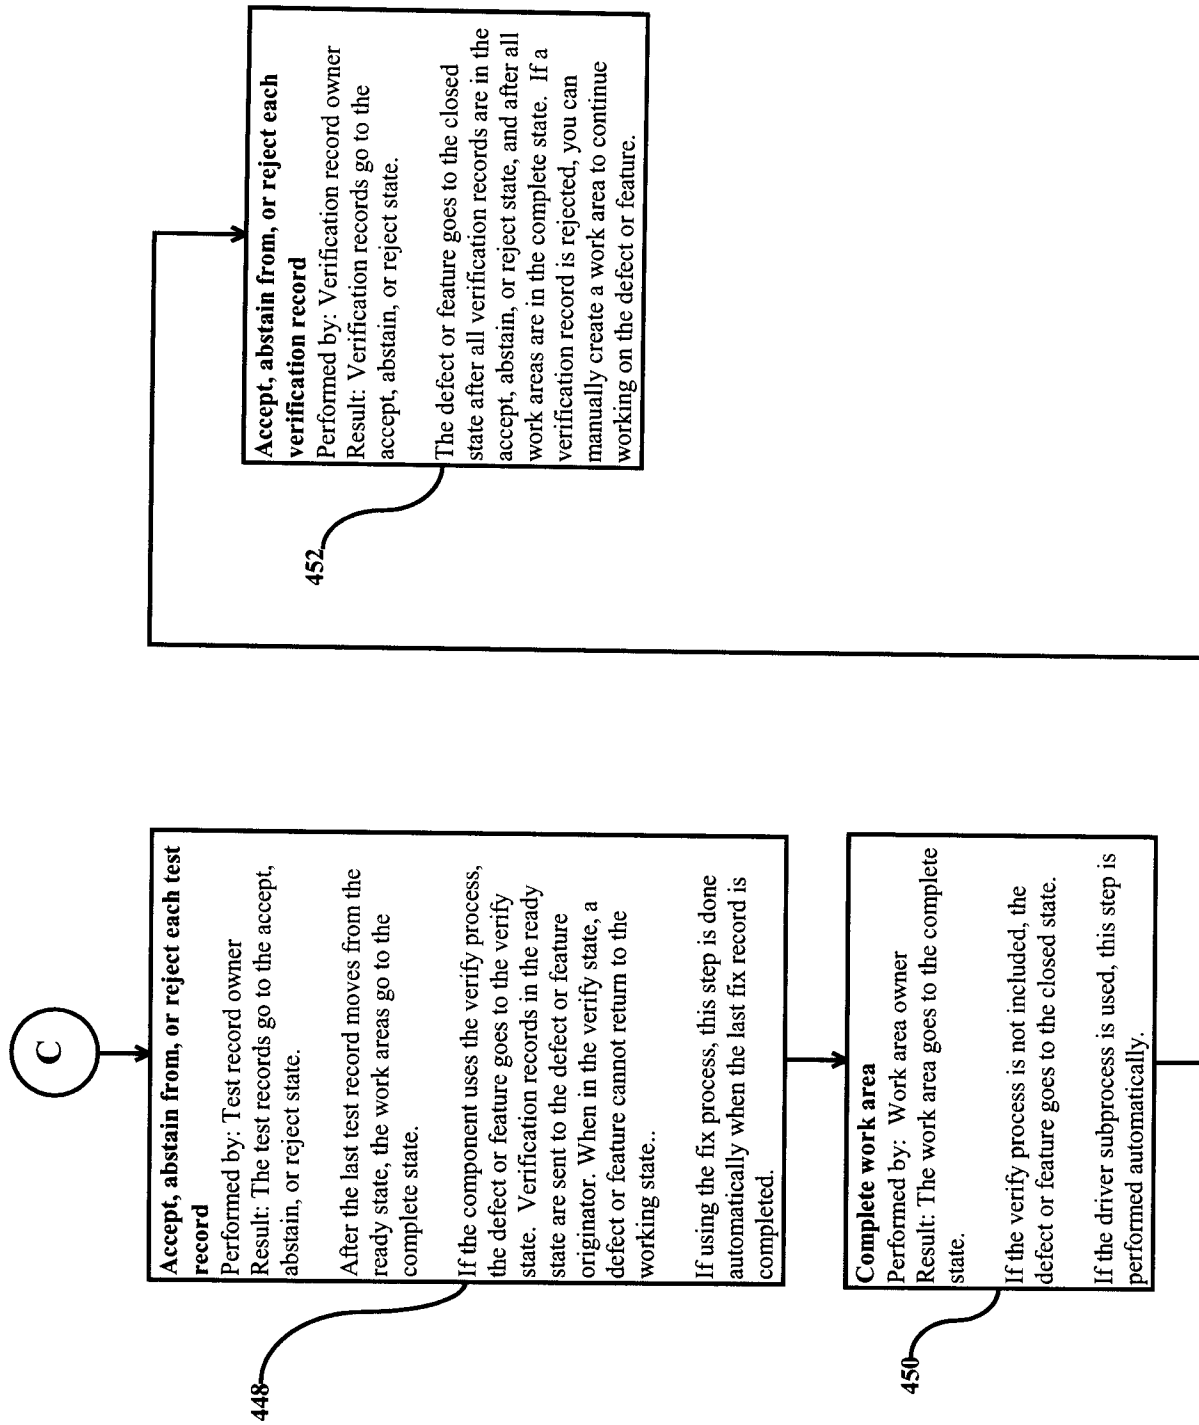 C
Accept, abstain from, or reject each test
record
Performed by: Test record owner
Result: The test records go to the accept,
abstain, or reject state.
After the last test record moves from the
ready state, the work areas go to the
complete state.
If the component uses the verify process,
the defect or feature goes to the verify
state. Verification records in the ready
state are sent to the defect or feature
originator. When in the verify state, a
defect or feature cannot return to the
working state..
If using the fix process, this step is done
automatically when the last fix record is
completed.
448
Complete work area
Performed by: Work area owner
Result: The work area goes to the complete
state.
If the verify process is not included, the
defect or feature goes to the closed state.
If the driver subprocess is used, this step is
performed automatically.
450
Accept, abstain from, or reject each
verification record
Performed by: Verification record owner
Result: Verification records go to the
accept, abstain, or reject state.
The defect or feature goes to the closed
state after all verification records are in the
accept, abstain, or reject state, and after all
work areas are in the complete state. If a
verification record is rejected, you can
manually create a work area to continue
working on the defect or feature.
452